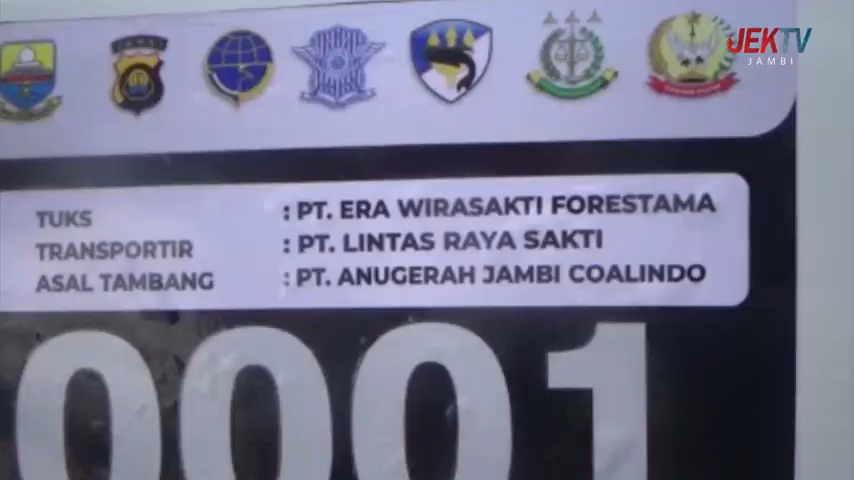 JEKTV
JAMBI
TUKS : PT. ERA WIRASAKTI FORESTAMA
TRANSPORTIR : PT. LINTAS RAYA SAKTI
ASAL TAMBANG : PT. ANUGERAH JAMBI COALINDO
0001